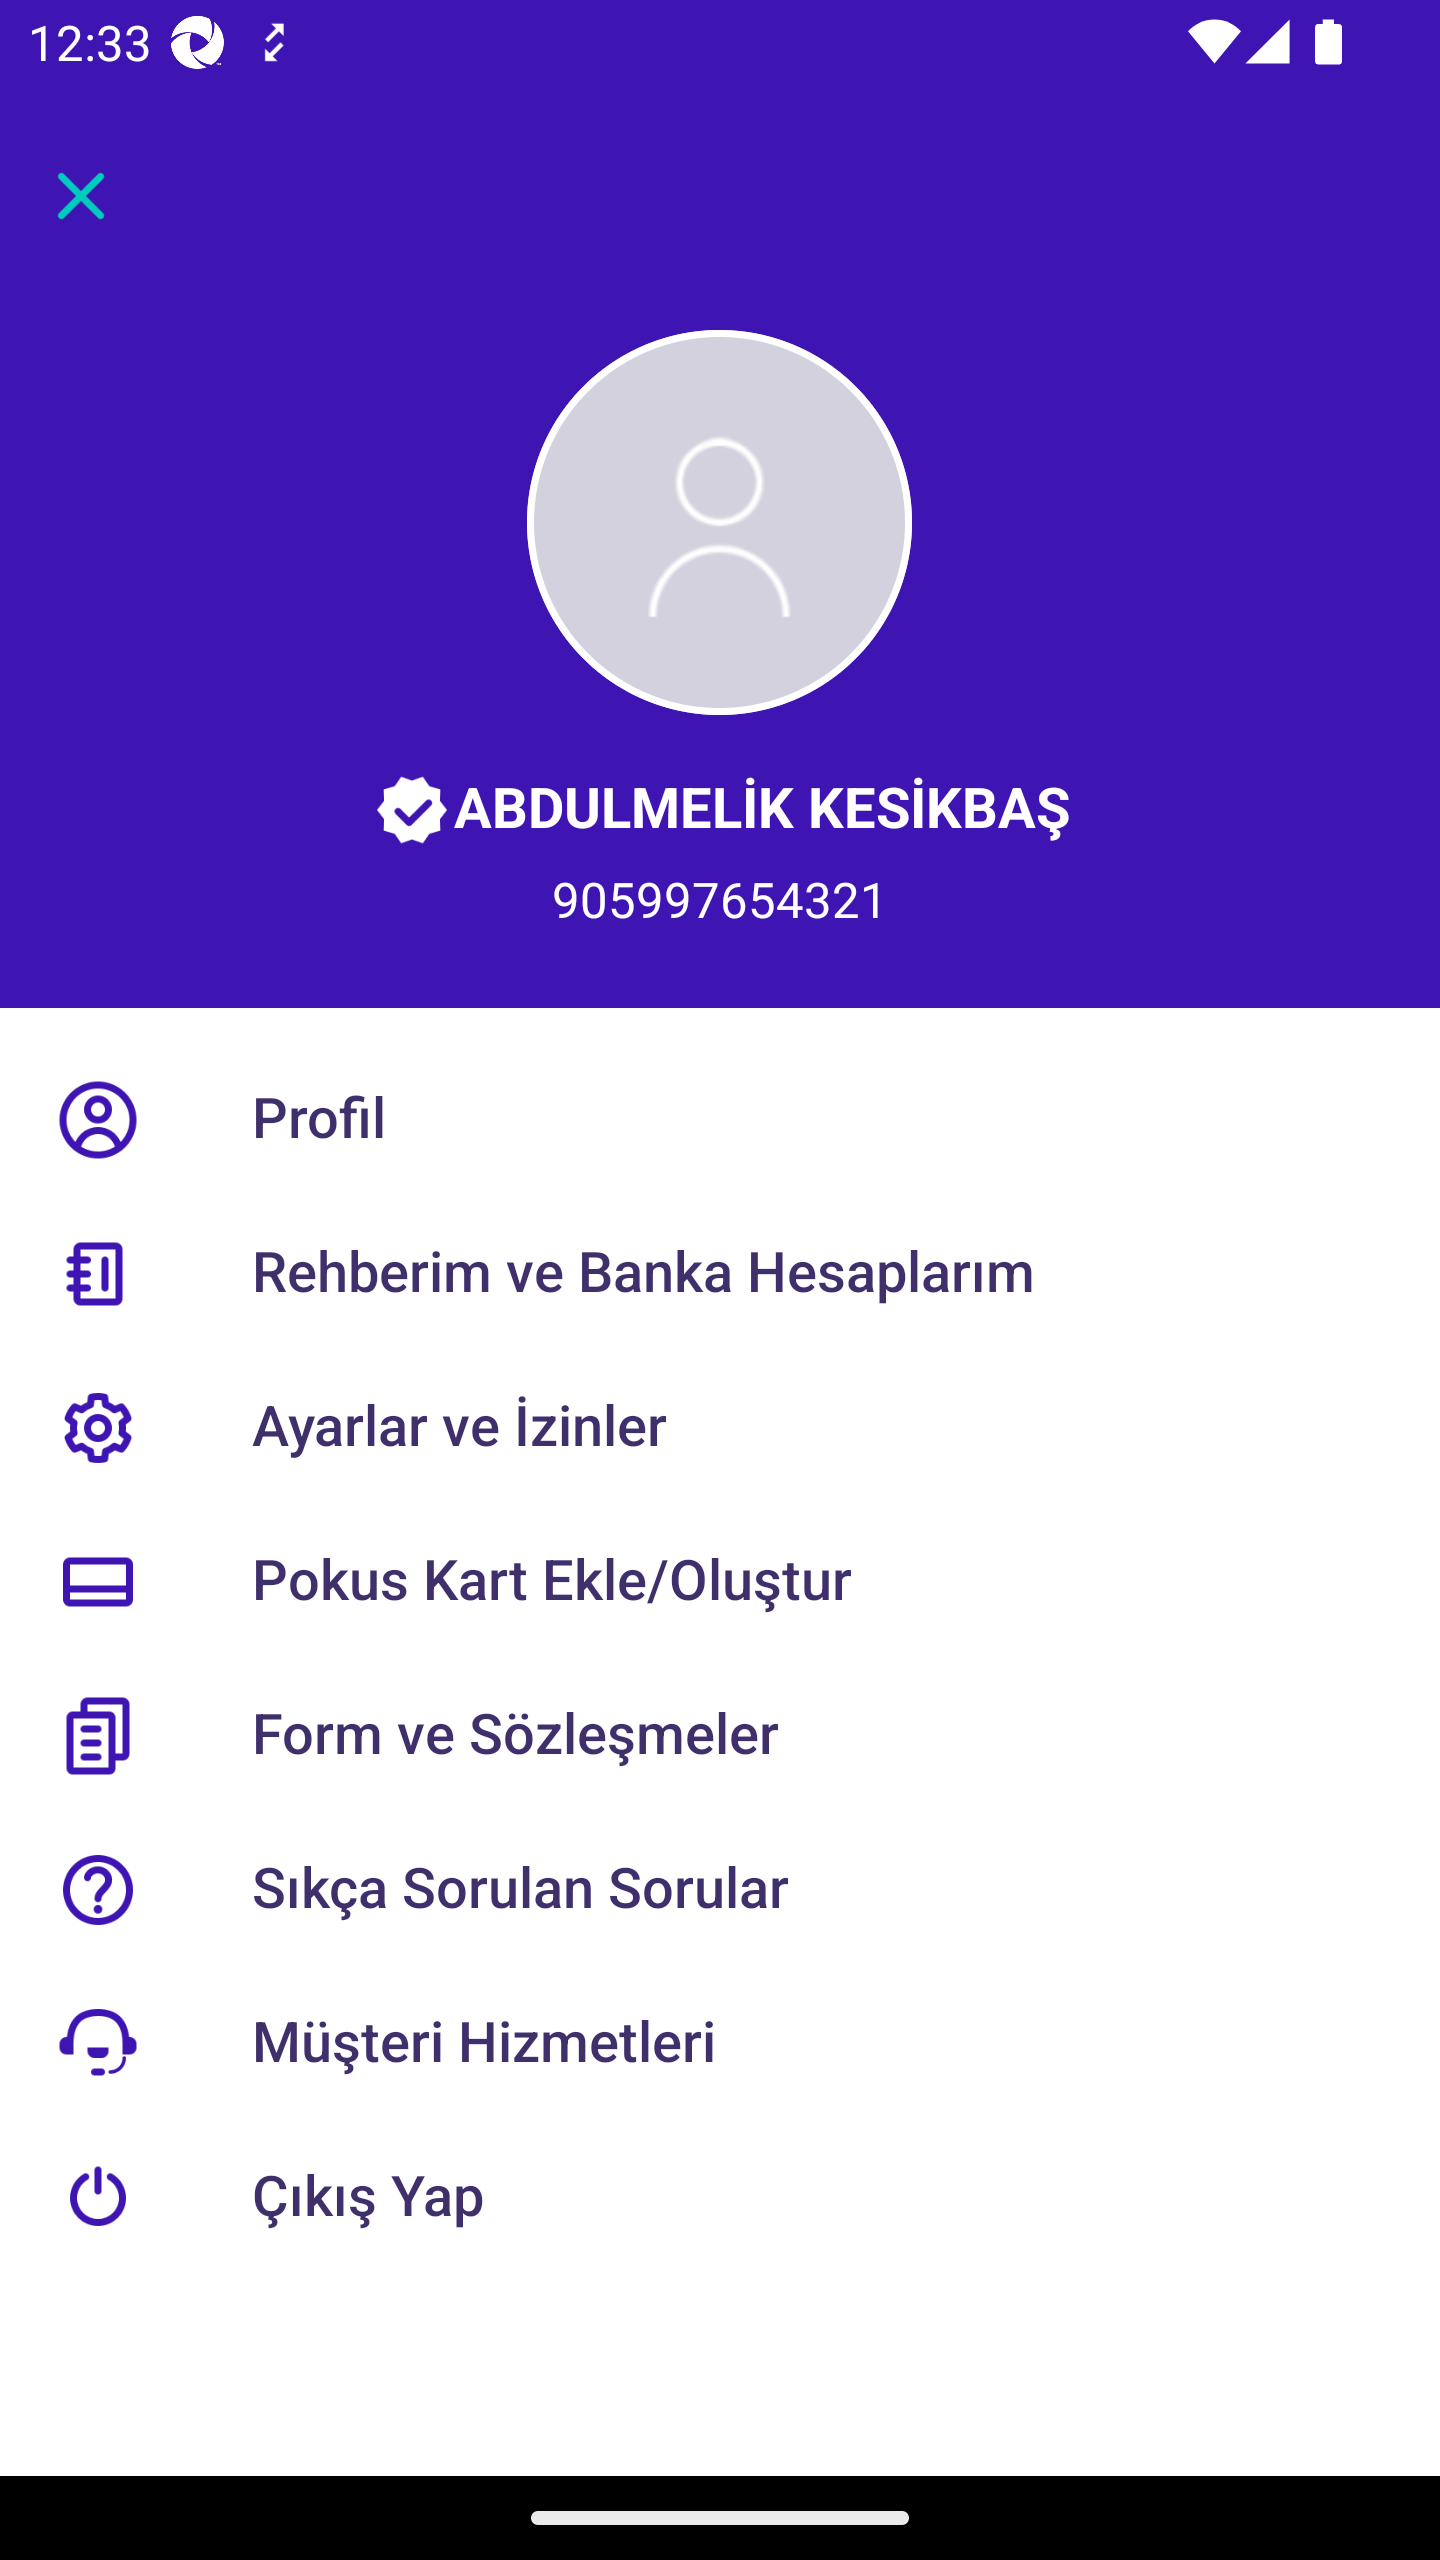 12:33
ABDULMELİK KESİKBAŞ
905997654321
Profil
Rehberim ve Banka Hesaplarım
Ayarlar ve İzinler
Pokus Kart Ekle/Oluştur
Form ve Sözleşmeler
Sıkça Sorulan Sorular
Müşteri Hizmetleri
Çıkış Yap